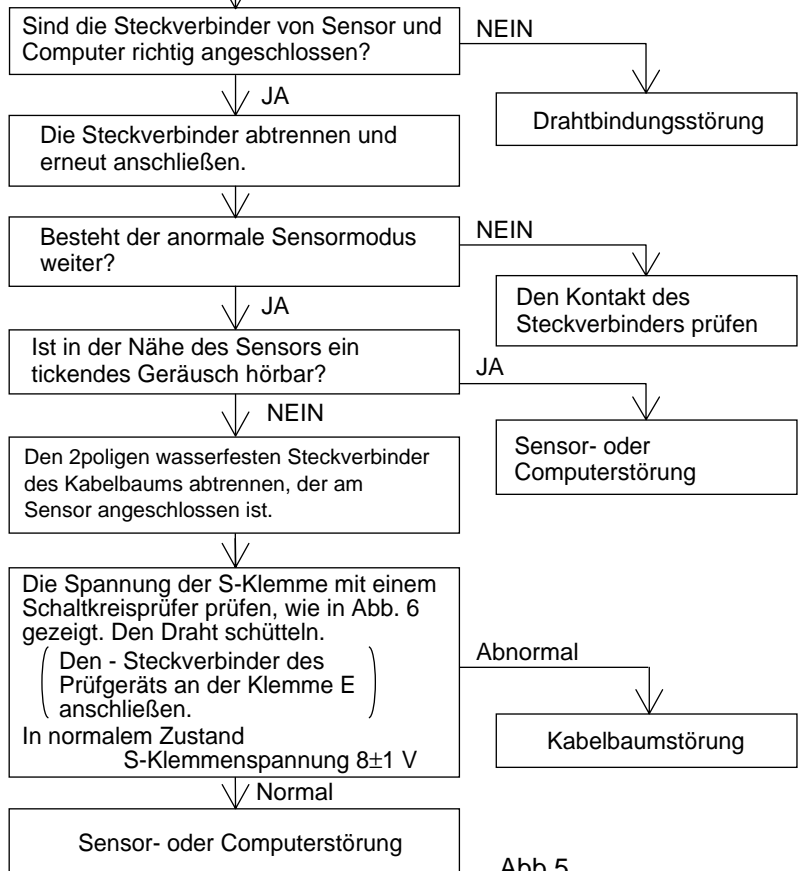 Sind die Steckverbinder von Sensor und
Computer richtig angeschlossen?
NEIN
Drahtbindungsstörung
JA
Die Steckverbinder abtrennen und
erneut anschließen.
Besteht der anormale Sensormodus
weiter?
NEIN
Den Kontakt des
Steckverbinders prüfen
JA
Ist in der Nähe des Sensors ein
tickendes Geräusch hörbar?
JA
Sensor- oder
Computerstörung
NEIN
Den 2poligen wasserfesten Steckverbinder
des Kabelbaums abtrennen, der am
Sensor angeschlossen ist.
Die Spannung der S-Klemme mit einem
Schaltkreisprüfer prüfen, wie in Abb. 6
gezeigt. Den Draht schütteln.
Den - Steckverbinder des
Prüfgeräts an der Klemme E
anschließen.
In normalem Zustand
S-Klemmenspannung 8±1 V
Abnormal
Kabelbaumstörung
Normal
Sensor- oder Computerstörung
Abb.5